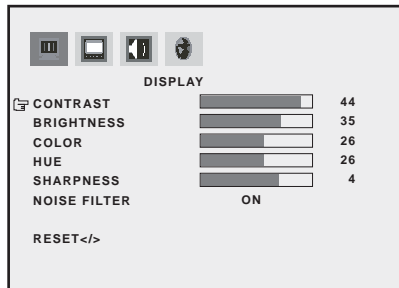 DISPLAY
CONTRAST 44
BRIGHTNESS 35
COLOR 26
HUE 26
SHARPNESS 4
NOISE FILTER ON
RESET</>